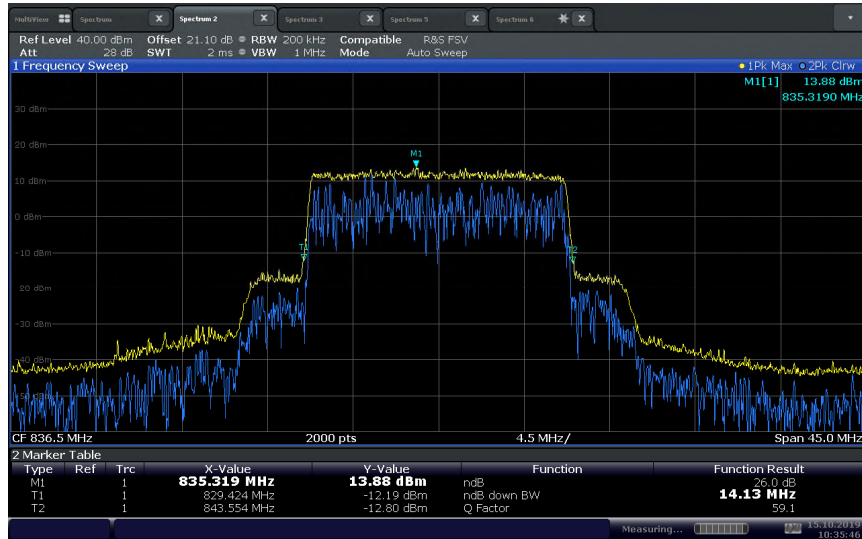 MultiView Spectrum X Spectrum 2 X Spectrum 3 X Spectrum 5 X Spectrum 6 X
Ref Level 40.00 dBm Offset 21.10 dB RBW 200 kHz Compatible R&S FSV
Att 28 dB SWT 2 ms VBW 1 MHz Mode Auto Sweep
1 Frequency Sweep 1Pk Max 2Pk Clrw
M1[1] 13.88 dBm
835.3190 MHz
30 dBm
20 dBm
M1
10 dBm
0 dBm
T1 T2
-10 dBm
20 dBm
-30 dBm
-40 dBm
CF 836.5 MHz 2000 pts 4.5 MHz/ Span 45.0 MHz
2 Marker Table
Type Ref Trc X-Value Y-Value Function Function Result
M1 1 835.319 MHz 13.88 dBm ndB 26.0 dB
T1 1 829.424 MHz -12.19 dBm ndB down BW 14.13 MHz
T2 1 843.554 MHz -12.80 dBm Q Factor 59.1
Measuring... 15.10.2019
10:35:46